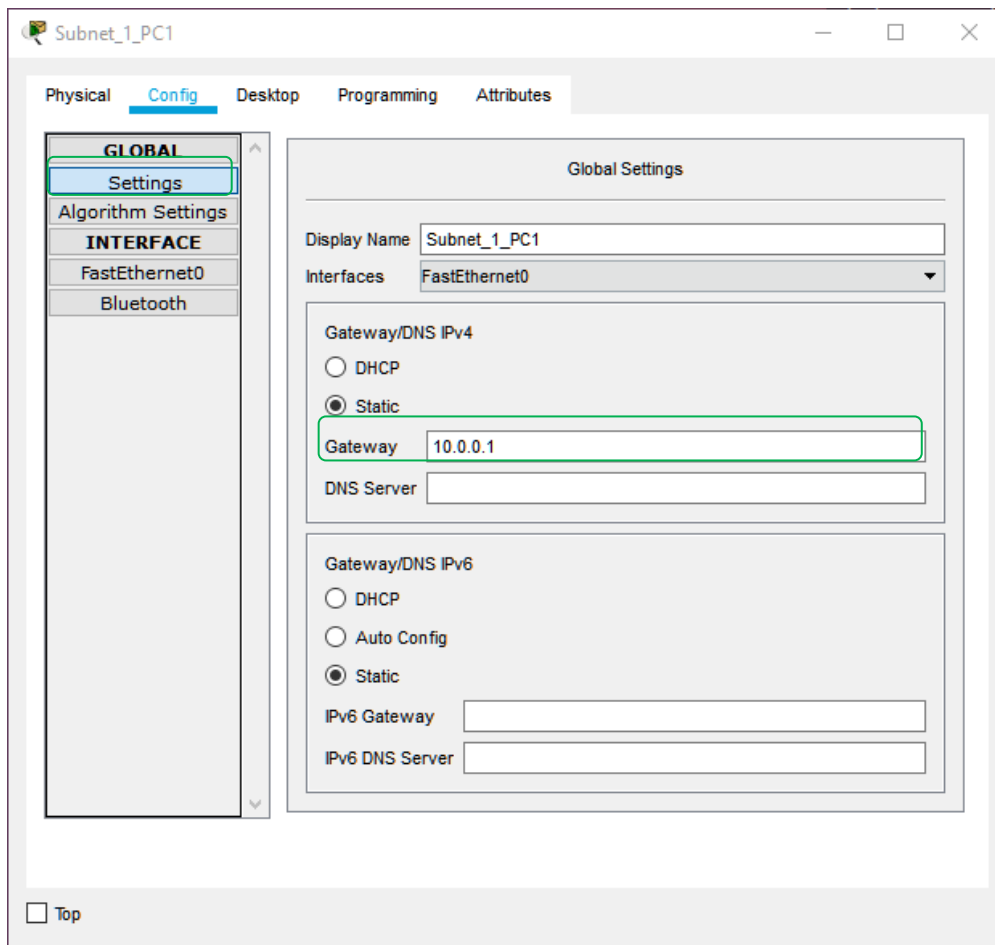 Subnet_1_PC1
Physical Config Desktop Programming Attributes
GLOBAL
Settings
Algorithm Settings
INTERFACE
FastEthernet0
Bluetooth
Global Settings
Display Name Subnet_1_PC1
Interfaces FastEthernet0
Gateway/DNS IPv4
DHCP
Static
Gateway 10.0.0.1
DNS Server
Gateway/DNS IPv6
DHCP
Auto Config
Static
IPv6 Gateway
IPv6 DNS Server
Top